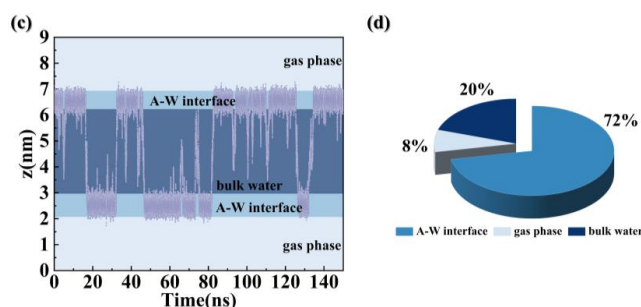 (c)
9
8
7
6
5
4
3
2
1
0
z(nm)
gas phase
A-W interface
bulk water
A-W interface
gas phase
0 20 40 60 80 100 120 140
Time(ns)
(d)
20%
72%
8%
A-W interface gas phase bulk water